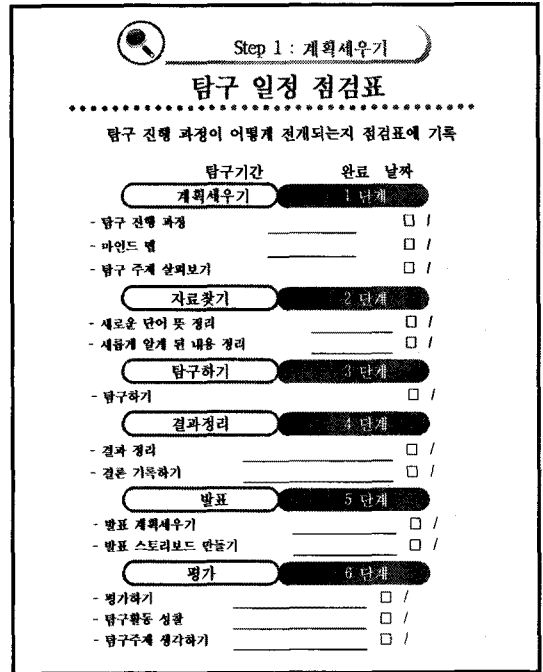 Step 1 : 계획세우기
탐구 일정 점검표
탐구 진행 과정이 어떻게 전개되는지 점검표에 기록
탐구기간 완료 날짜
계획세우기 1 단계
- 탐구 진행 과정 ☐ /
- 마인드 맵 ☐ /
- 탐구 주제 살펴보기 ☐ /
자료찾기 2 단계
- 새로운 단어 뜻 정리 ☐ /
- 새롭게 알게 된 내용 정리 ☐ /
탐구하기 3 단계
- 탐구하기 ☐ /
결과정리 4 단계
- 결과 정리 ☐ /
- 결론 기록하기 ☐ /
발표 5 단계
- 발표 계획세우기 ☐ /
- 발표 스토리보드 만들기 ☐ /
평가 6 단계
- 평가하기 ☐ /
- 탐구활동 성찰 ☐ /
- 탐구주제 생각하기 ☐ /